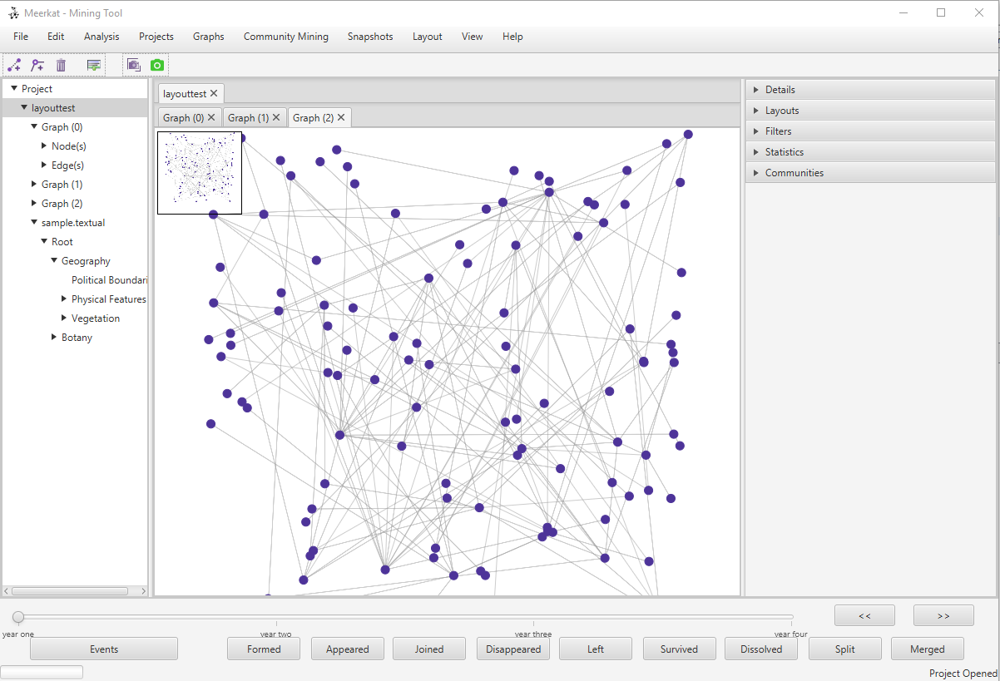 Meerkat - Mining Tool
File Edit Analysis Projects Graphs Community Mining Snapshots Layout View Help
Project
layouttest
Graph (0)
Node(s)
Edge(s)
Graph (1)
Graph (2)
sample.textual
Root
Geography
Political Boundari
Physical Features
Vegetation
Botany
layouttest
Graph (0) Graph (1) Graph (2)
Details
Layouts
Filters
Statistics
Communities
<< >>
year one year two year three year four
Events Formed Appeared Joined Disappeared Left Survived Dissolved Split Merged
Project Opened